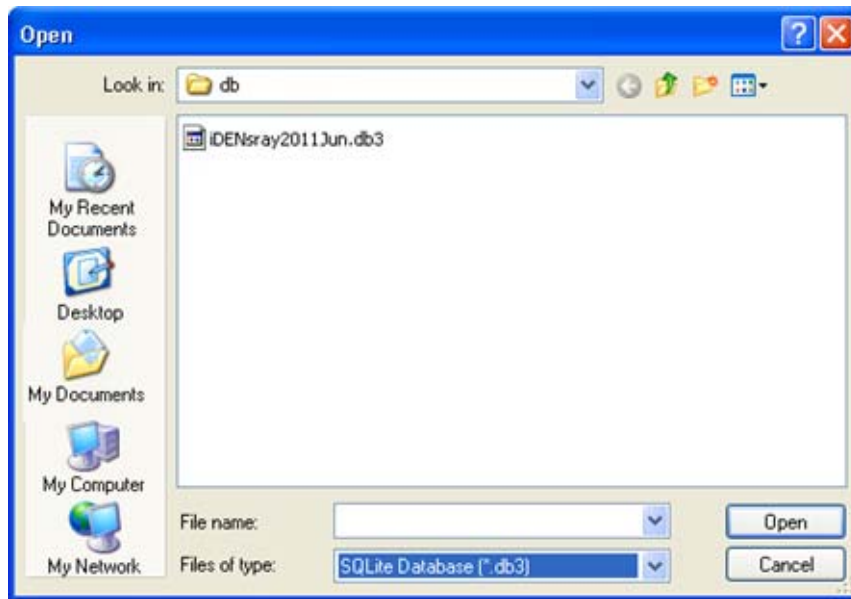 Open
Look in: db
iDENsray2011Jun.db3
My Recent
Documents
Desktop
My Documents
My Computer
My Network
File name:
Open
Files of type: SQLite Database (*.db3)
Cancel